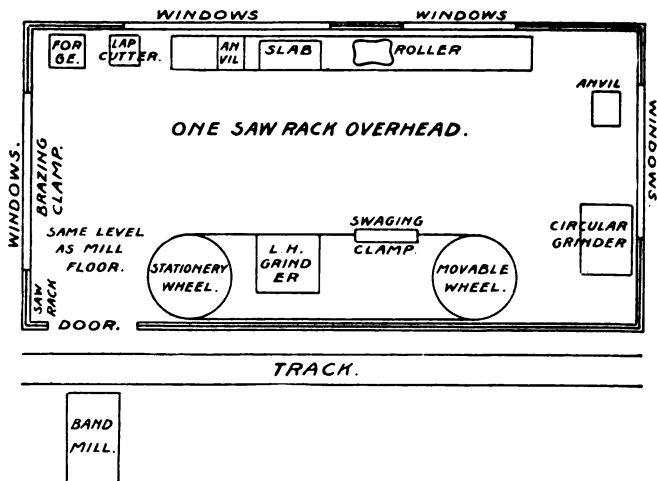 WINDOWS
WINDOWS
FOR
GE.
LAP
CUTTER.
AN
VIL
SLAB
ROLLER
ANVIL
ONE SAW RACK OVERHEAD.
WINDOWS.
BRAZING
CLAMP.
WINDOWS.
SAME LEVEL
AS MILL
FLOOR.
STATIONERY
WHEEL.
L.H.
GRIND
ER
SWAGING
CLAMP.
MOVABLE
WHEEL.
CIRCULAR
GRINDER
SAW
RACK
DOOR.
TRACK.
BAND
MILL.